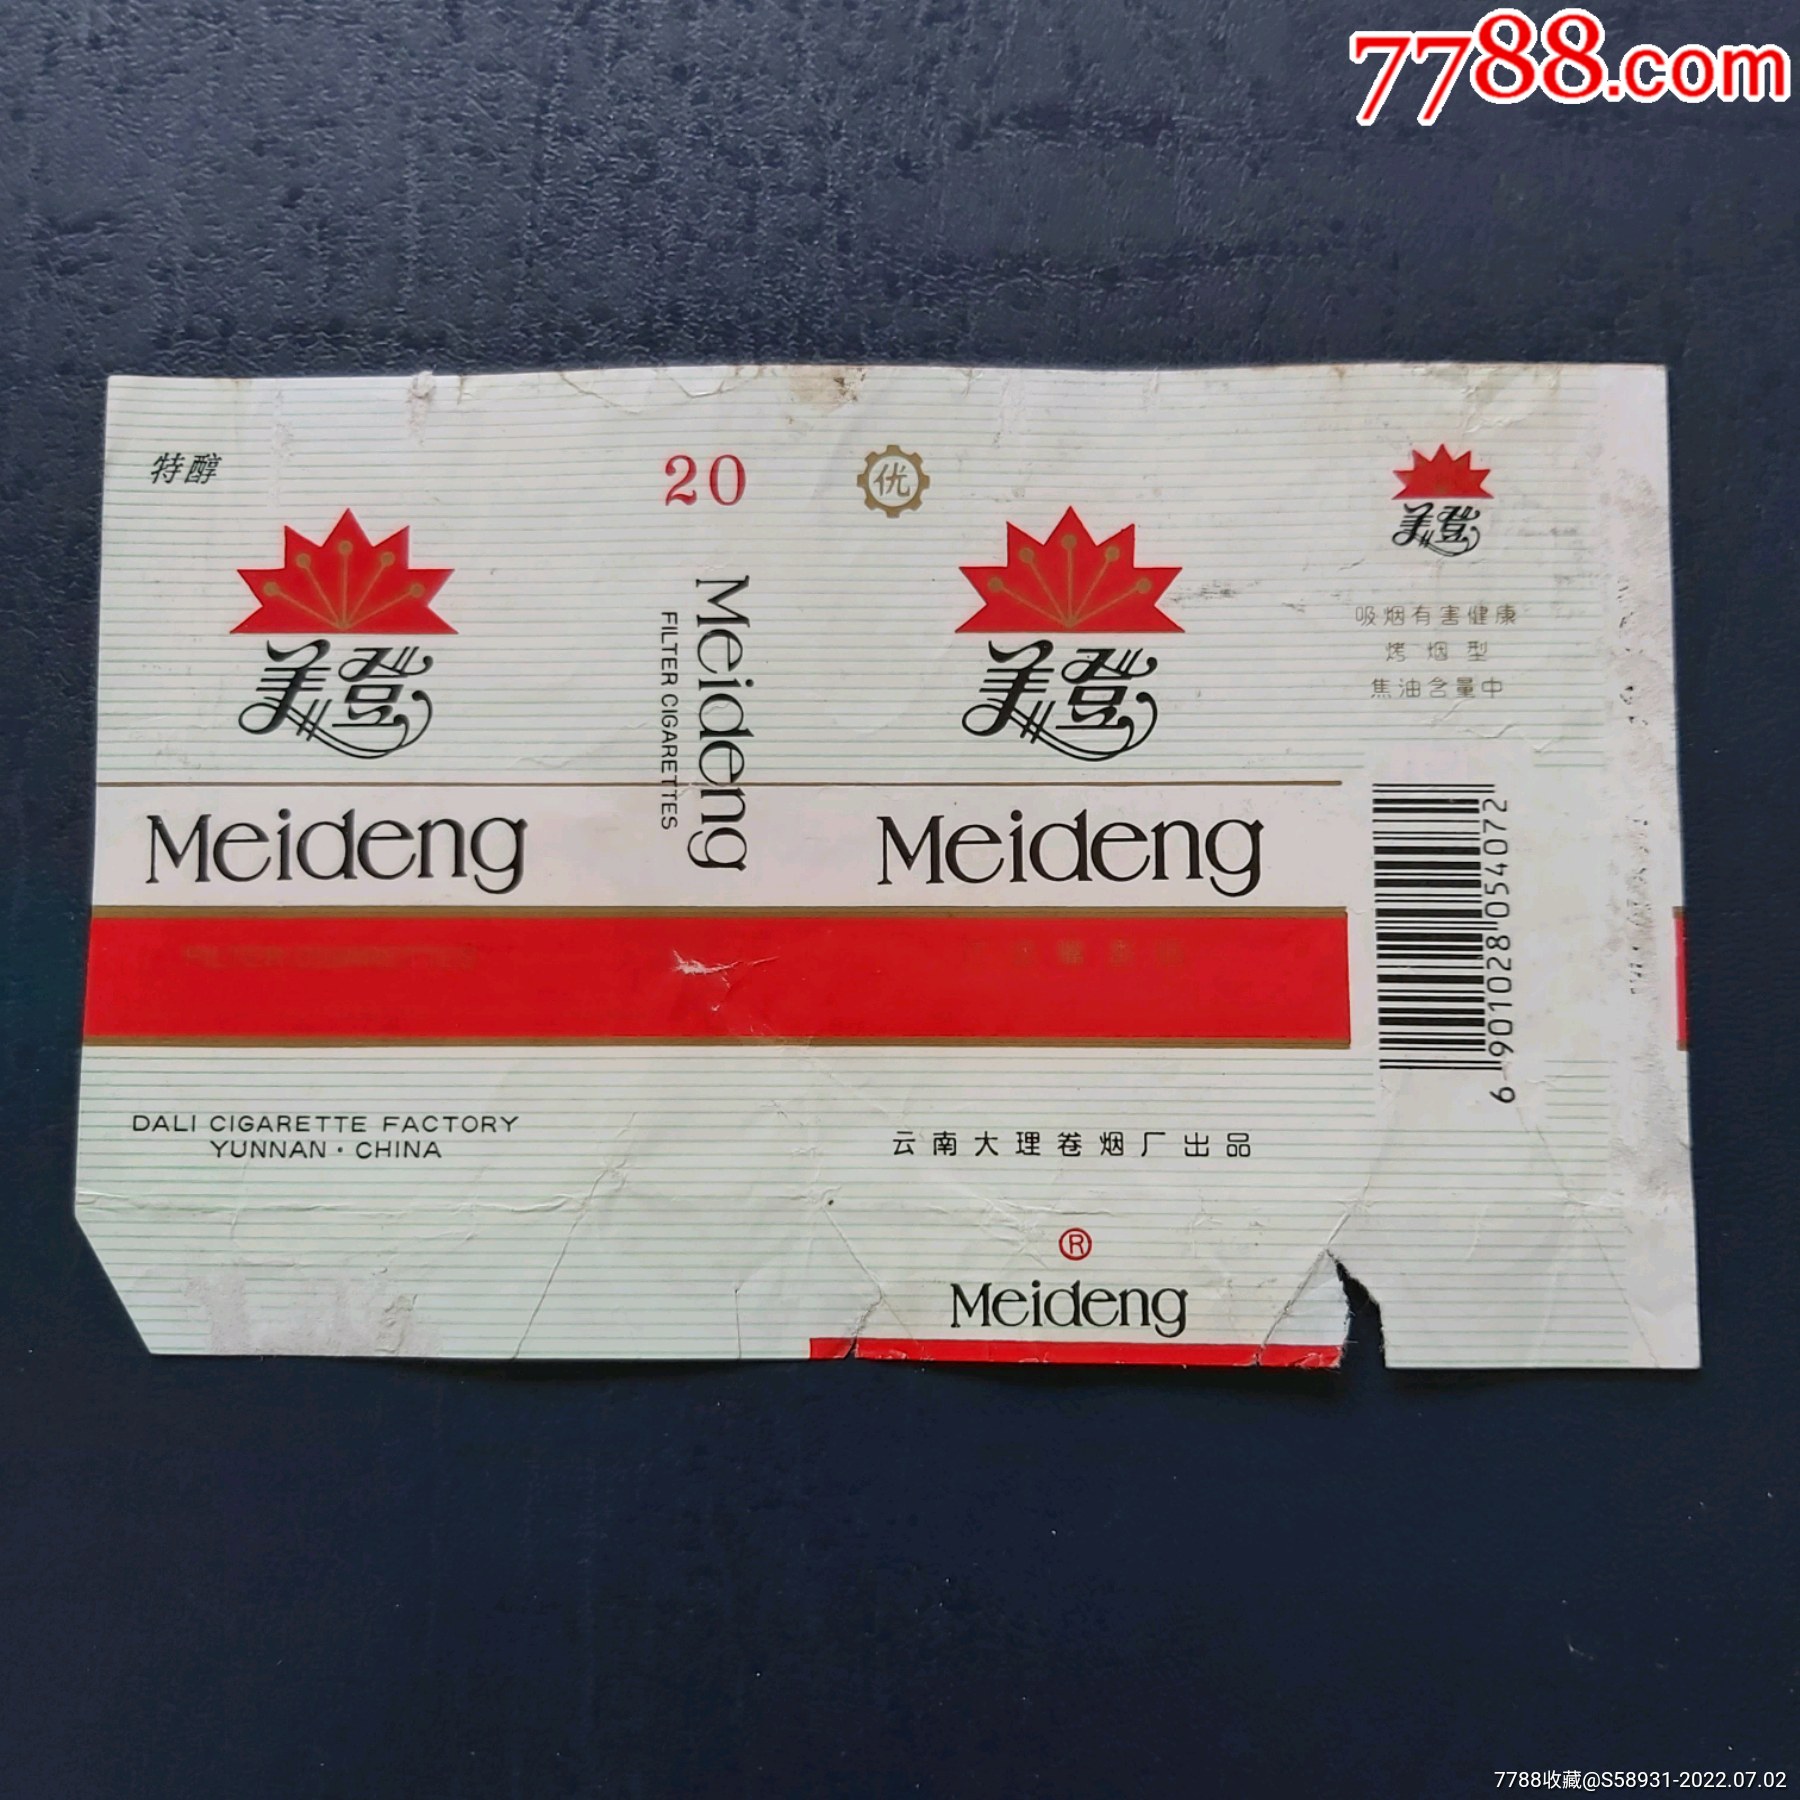 7788.com
特醇
美登
Meideng
FILTER CIGARETTES
DALI CIGARETTE FACTORY
YUNNAN · CHINA
20
Meideng
FILTER CIGARETTES
优
美登
Meideng
云南大理卷烟厂出品
®
Meideng
美登
吸烟有害健康
烤烟型
焦油含量中
6 901028 054072
7788收藏@S58931-2022.07.02